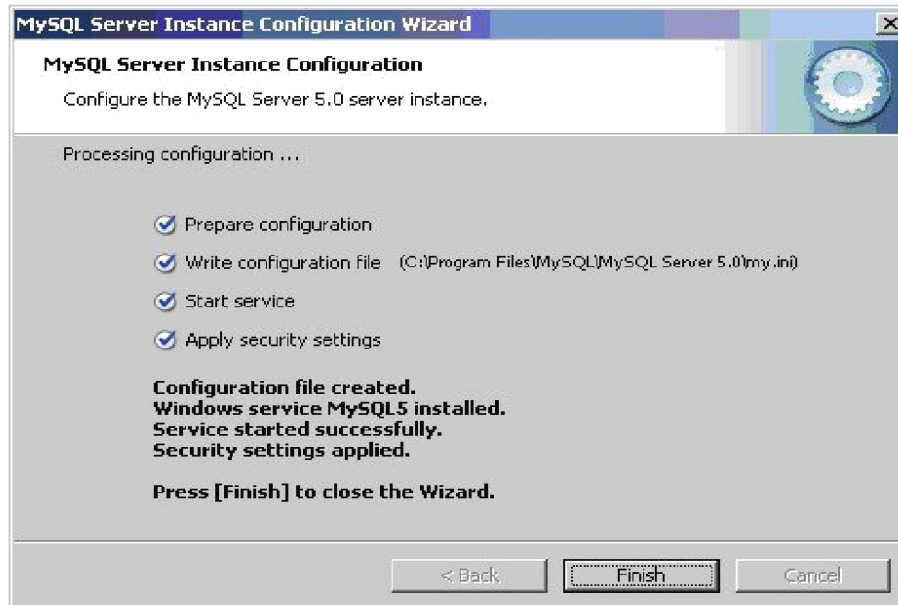 MySQL Server Instance Configuration Wizard
MySQL Server Instance Configuration
Configure the MySQL Server 5.0 server instance.
Processing configuration ...
Prepare configuration
Write configuration file (C:\Program Files\MySQL\MySQL Server 5.0\my.ini)
Start service
Apply security settings
Configuration file created.
Windows service MySQL5 installed.
Service started successfully.
Security settings applied.
Press [Finish] to close the Wizard.
< Back Finish Cancel